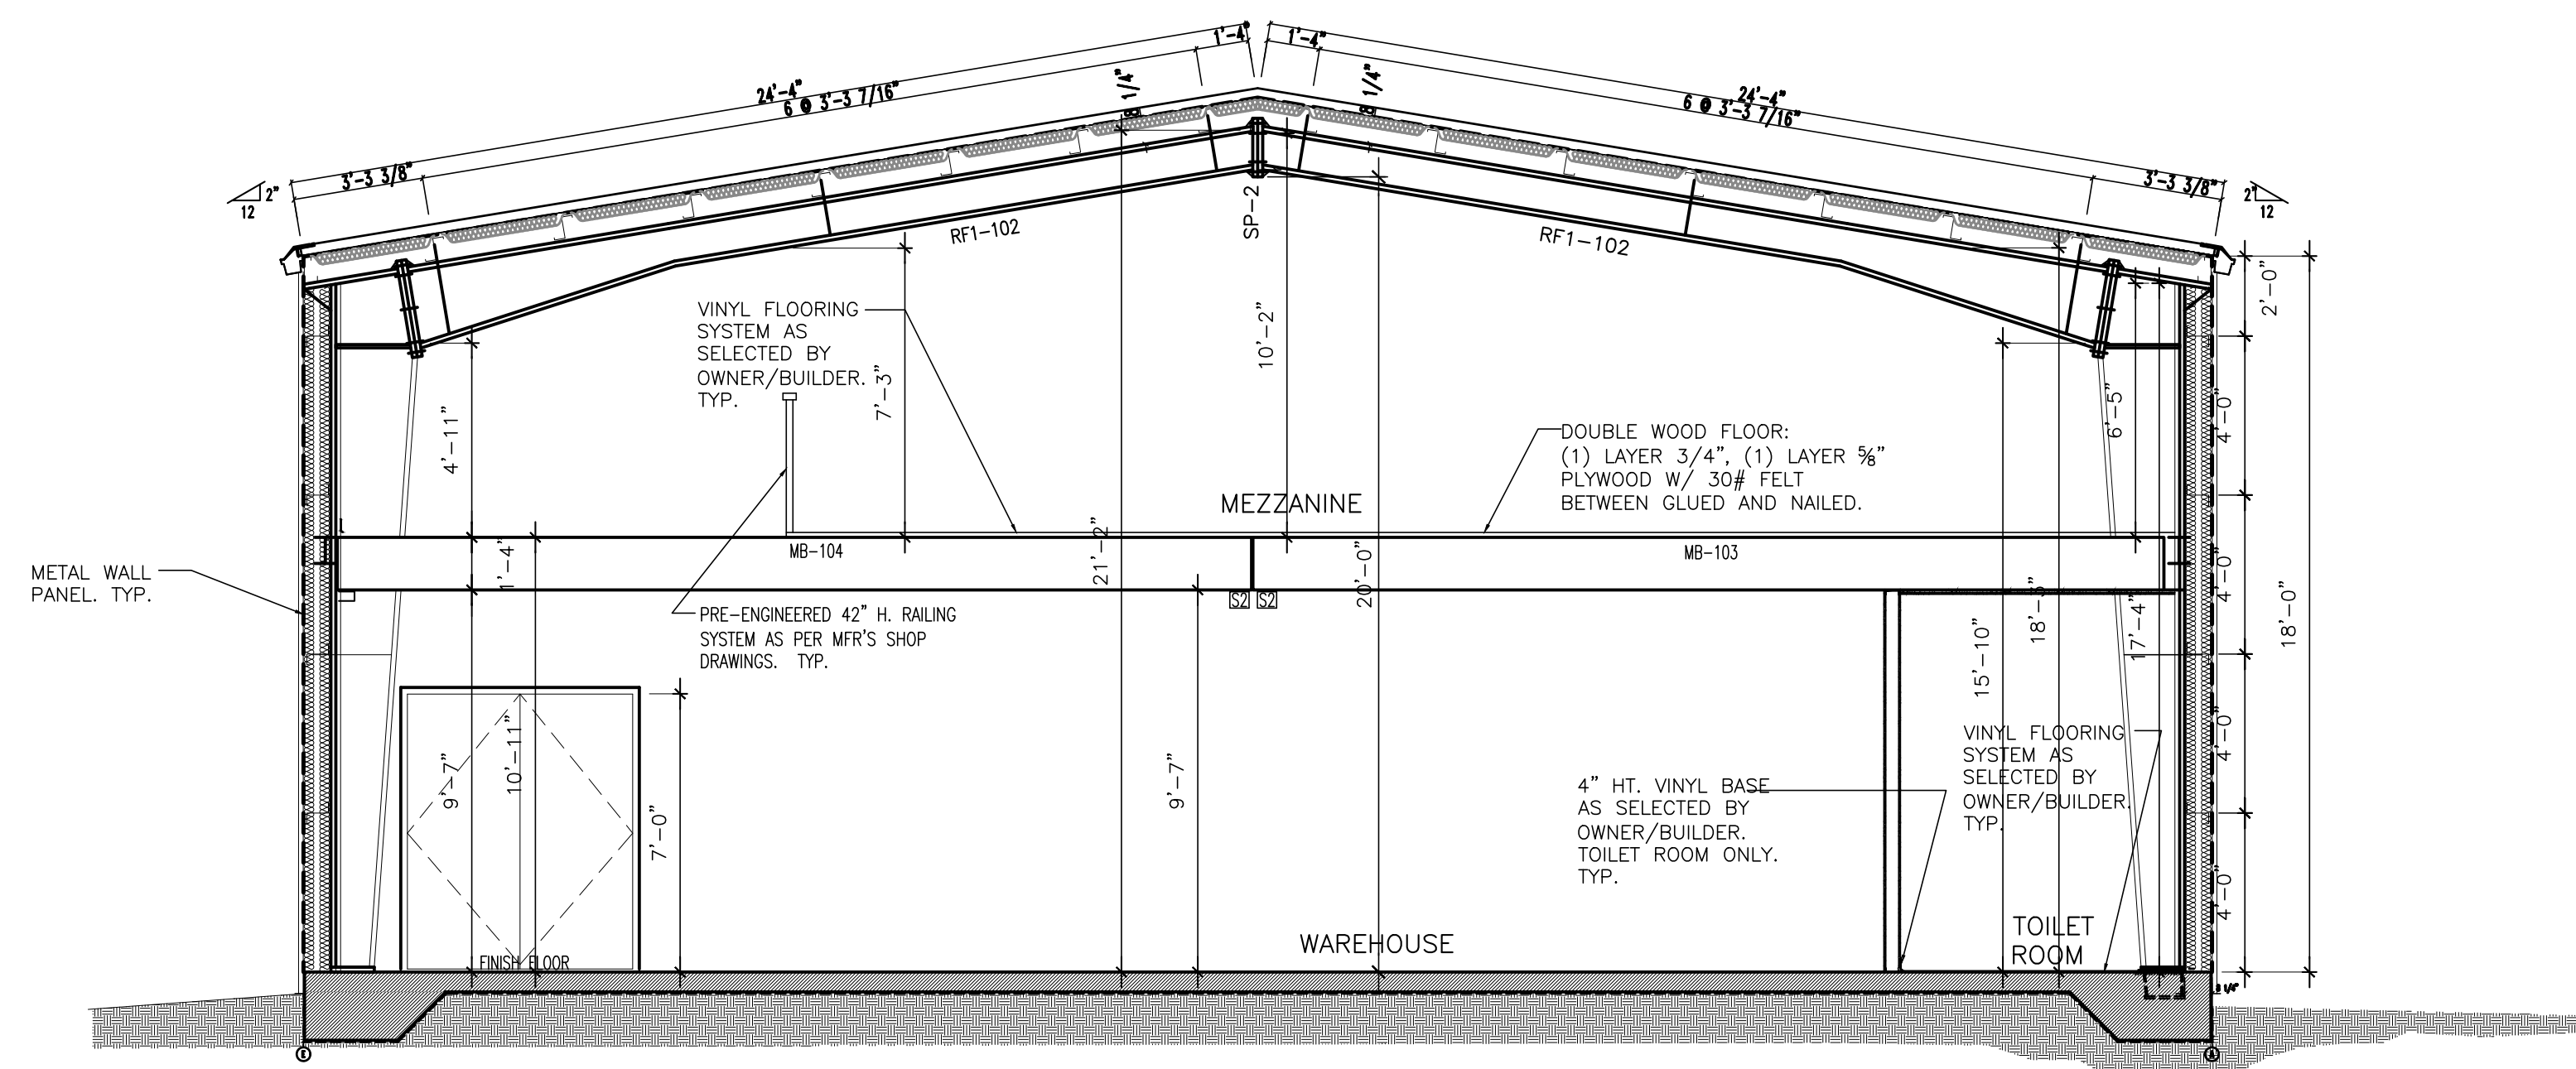 1'-4"
1'-4"
24'-4"
6 @ 3'-3 7/16"
8 1/4"
8 1/4"
24'-4"
6 @ 3'-3 7/16"
3'-3 3/8"
3'-3 3/8"
2"
12
2"
12
RF1-102
SP-2
RF1-102
2'-0"
VINYL FLOORING
SYSTEM AS
SELECTED BY
OWNER/BUILDER.
TYP.
7'-3"
10'-2"
4'-11"
6'-5"
4'-0"
DOUBLE WOOD FLOOR:
(1) LAYER 3/4", (1) LAYER ⅝"
PLYWOOD W/ 30# FELT
BETWEEN GLUED AND NAILED.
MEZZANINE
MB-104
MB-103
1'-4"
21'-2"
20'-0"
METAL WALL
PANEL. TYP.
S2
S2
PRE-ENGINEERED 42" H. RAILING
SYSTEM AS PER MFR'S SHOP
DRAWINGS. TYP.
15'-10"
17'-4"
4'-0"
18'-0"
9'-7"
10'-11"
7'-0"
9'-7"
4" HT. VINYL BASE
AS SELECTED BY
OWNER/BUILDER.
TOILET ROOM ONLY.
TYP.
VINYL FLOORING
SYSTEM AS
SELECTED BY
OWNER/BUILDER.
TYP.
4'-0"
4'-0"
WAREHOUSE
TOILET
ROOM
FINISH FLOOR
E